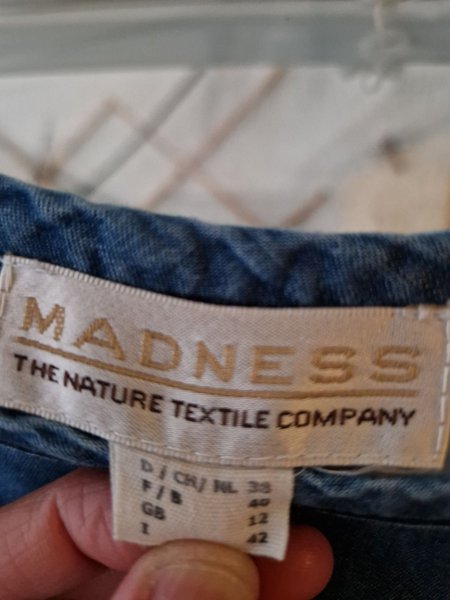 MADNESS
THE NATURE TEXTILE COMPANY
D / CH / NL 38
F / B 40
GB 12
I 42